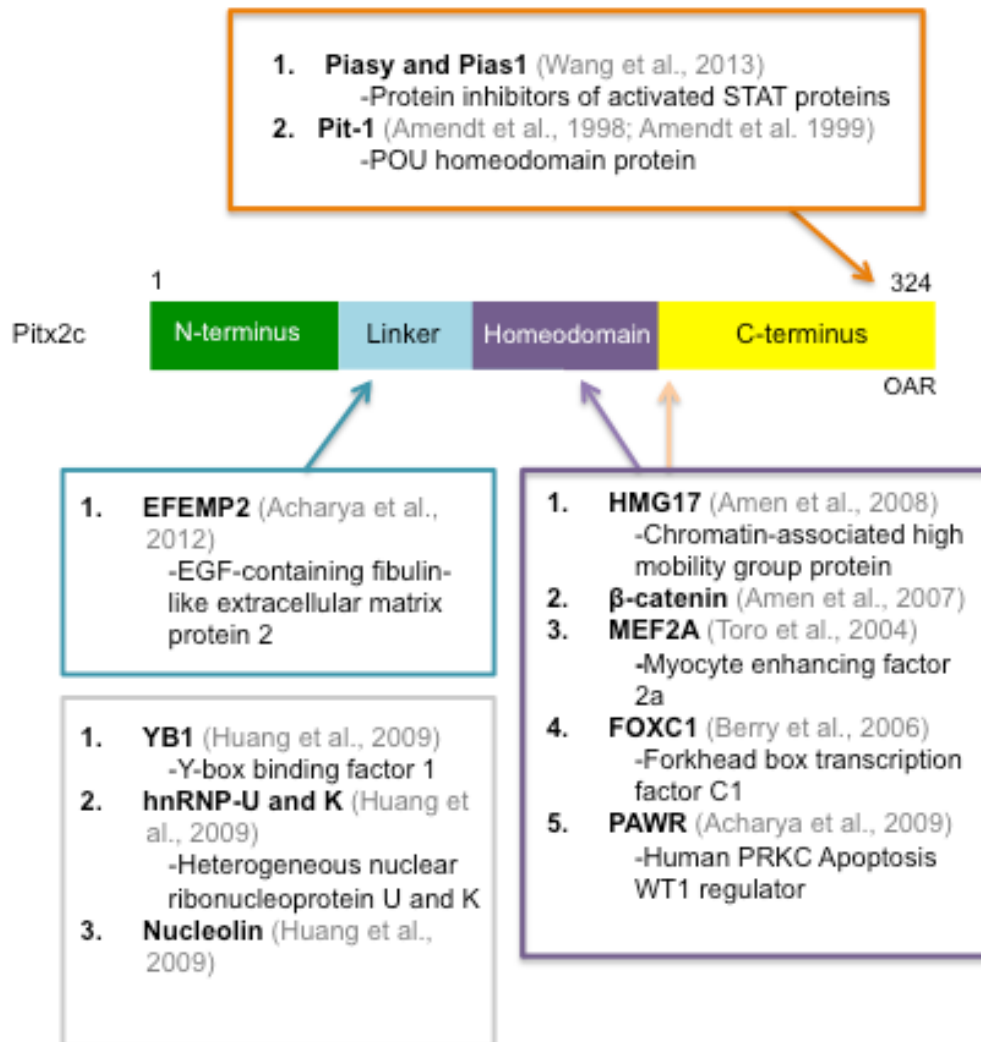 1. Piasy and Pias1 (Wang et al., 2013)
-Protein inhibitors of activated STAT proteins
2. Pit-1 (Amendt et al., 1998; Amendt et al. 1999)
-POU homeodomain protein
1
324
Pitx2c
N-terminus
Linker
Homeodomain
C-terminus
OAR
1. EFEMP2 (Acharya et al.,
2012)
-EGF-containing fibulin-
like extracellular matrix
protein 2
1. YB1 (Huang et al., 2009)
-Y-box binding factor 1
2. hnRNP-U and K (Huang et
al., 2009)
-Heterogeneous nuclear
ribonucleoprotein U and K
3. Nucleolin (Huang et al.,
2009)
1. HMG17 (Amen et al., 2008)
-Chromatin-associated high
mobility group protein
2. β-catenin (Amen et al., 2007)
3. MEF2A (Toro et al., 2004)
-Myocyte enhancing factor
2a
4. FOXC1 (Berry et al., 2006)
-Forkhead box transcription
factor C1
5. PAWR (Acharya et al., 2009)
-Human PRKC Apoptosis
WT1 regulator